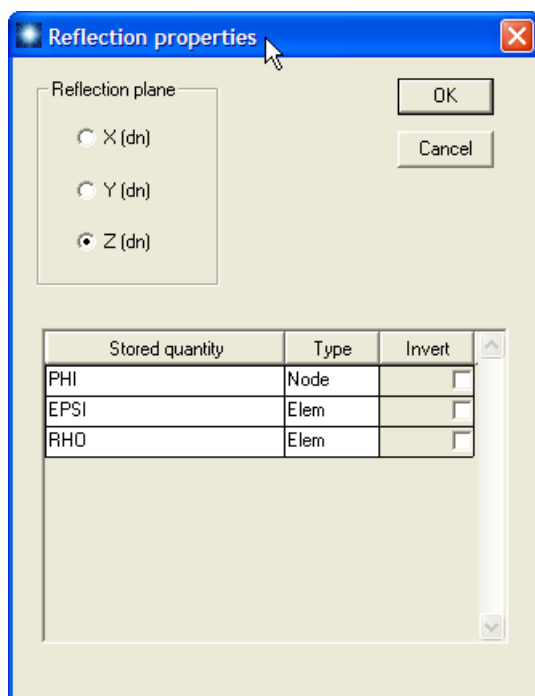 Reflection properties
Reflection plane
OK
X (dn)
Cancel
Y (dn)
Z (dn)
Stored quantity Type Invert
PHI Node
EPSI Elem
RHO Elem